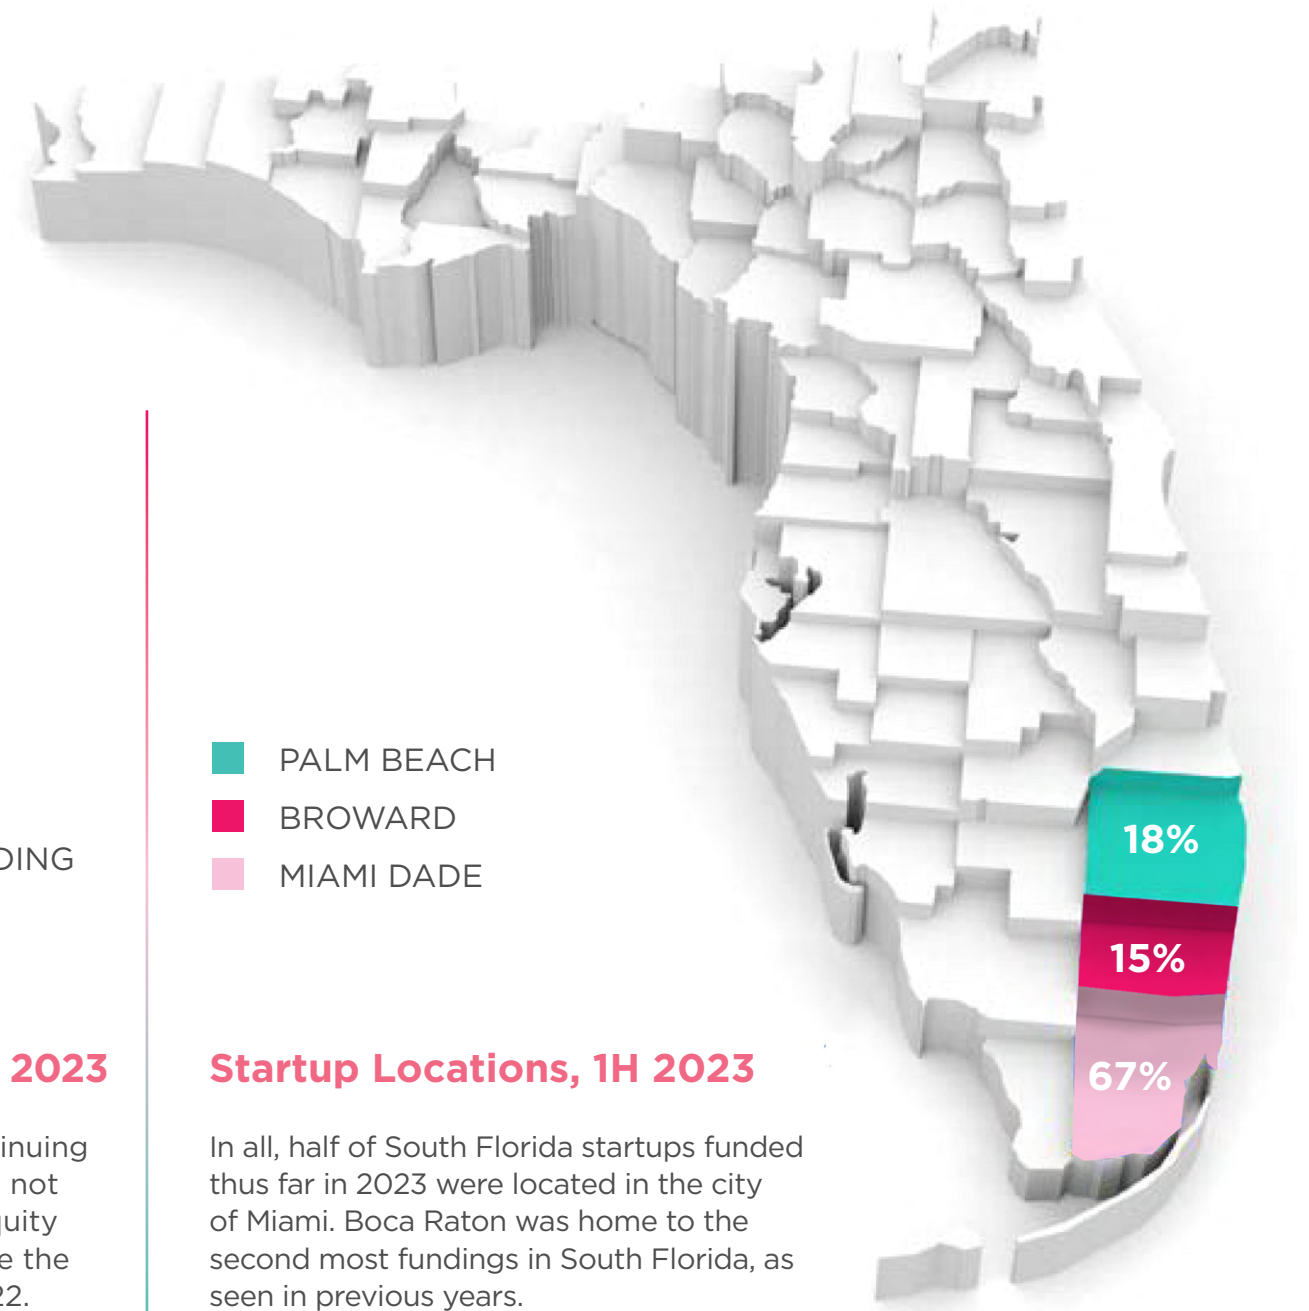 DING
2023
inuing
not
quity
e the
22.
PALM BEACH
BROWARD
MIAMI DADE
18%
15%
67%
Startup Locations, 1H 2023
In all, half of South Florida startups funded
thus far in 2023 were located in the city
of Miami. Boca Raton was home to the
second most fundings in South Florida, as
seen in previous years.